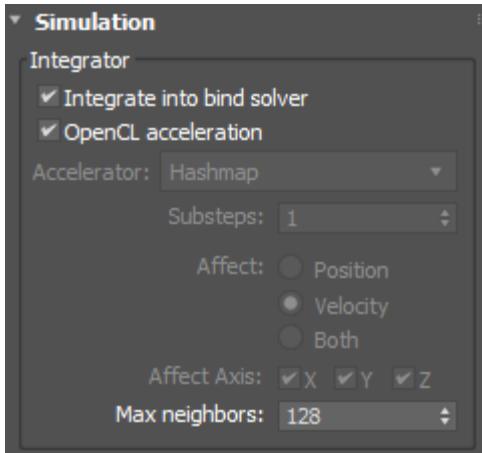 Simulation
Integrator
Integrate into bind solver
OpenCL acceleration
Accelerator: Hashmap
Substeps: 1
Affect: Position
Velocity
Both
Affect Axis: X Y Z
Max neighbors: 128